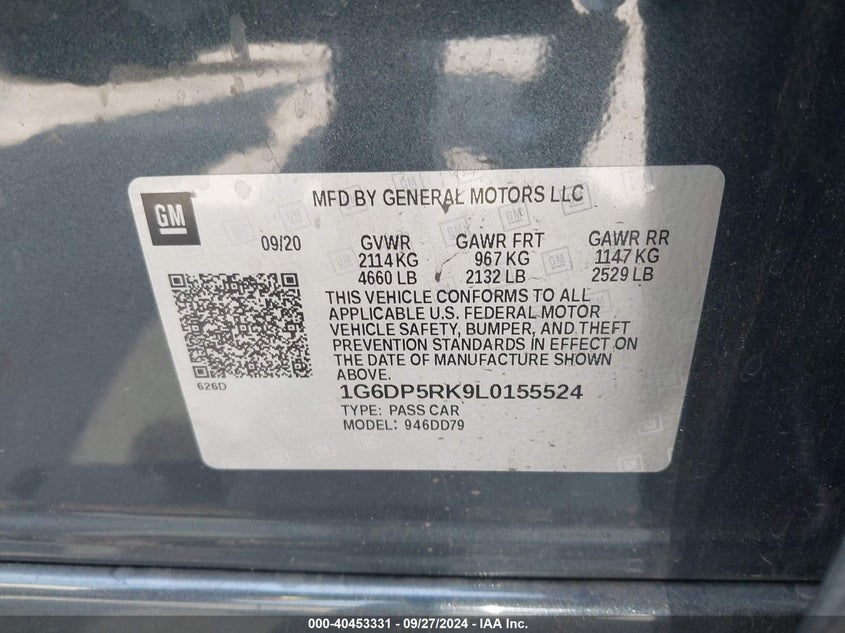 GM
MFD BY GENERAL MOTORS LLC
09/20 GVWR GAWR FRT GAWR RR
2114 KG 967 KG 1147 KG
4660 LB 2132 LB 2529 LB
THIS VEHICLE CONFORMS TO ALL
APPLICABLE U.S. FEDERAL MOTOR
VEHICLE SAFETY, BUMPER, AND THEFT
PREVENTION STANDARDS IN EFFECT ON
THE DATE OF MANUFACTURE SHOWN
ABOVE.
626D
1G6DP5RK9L0155524
TYPE: PASS CAR
MODEL: 946DD79
000-40453331 - 09/27/2024 - IAA Inc.